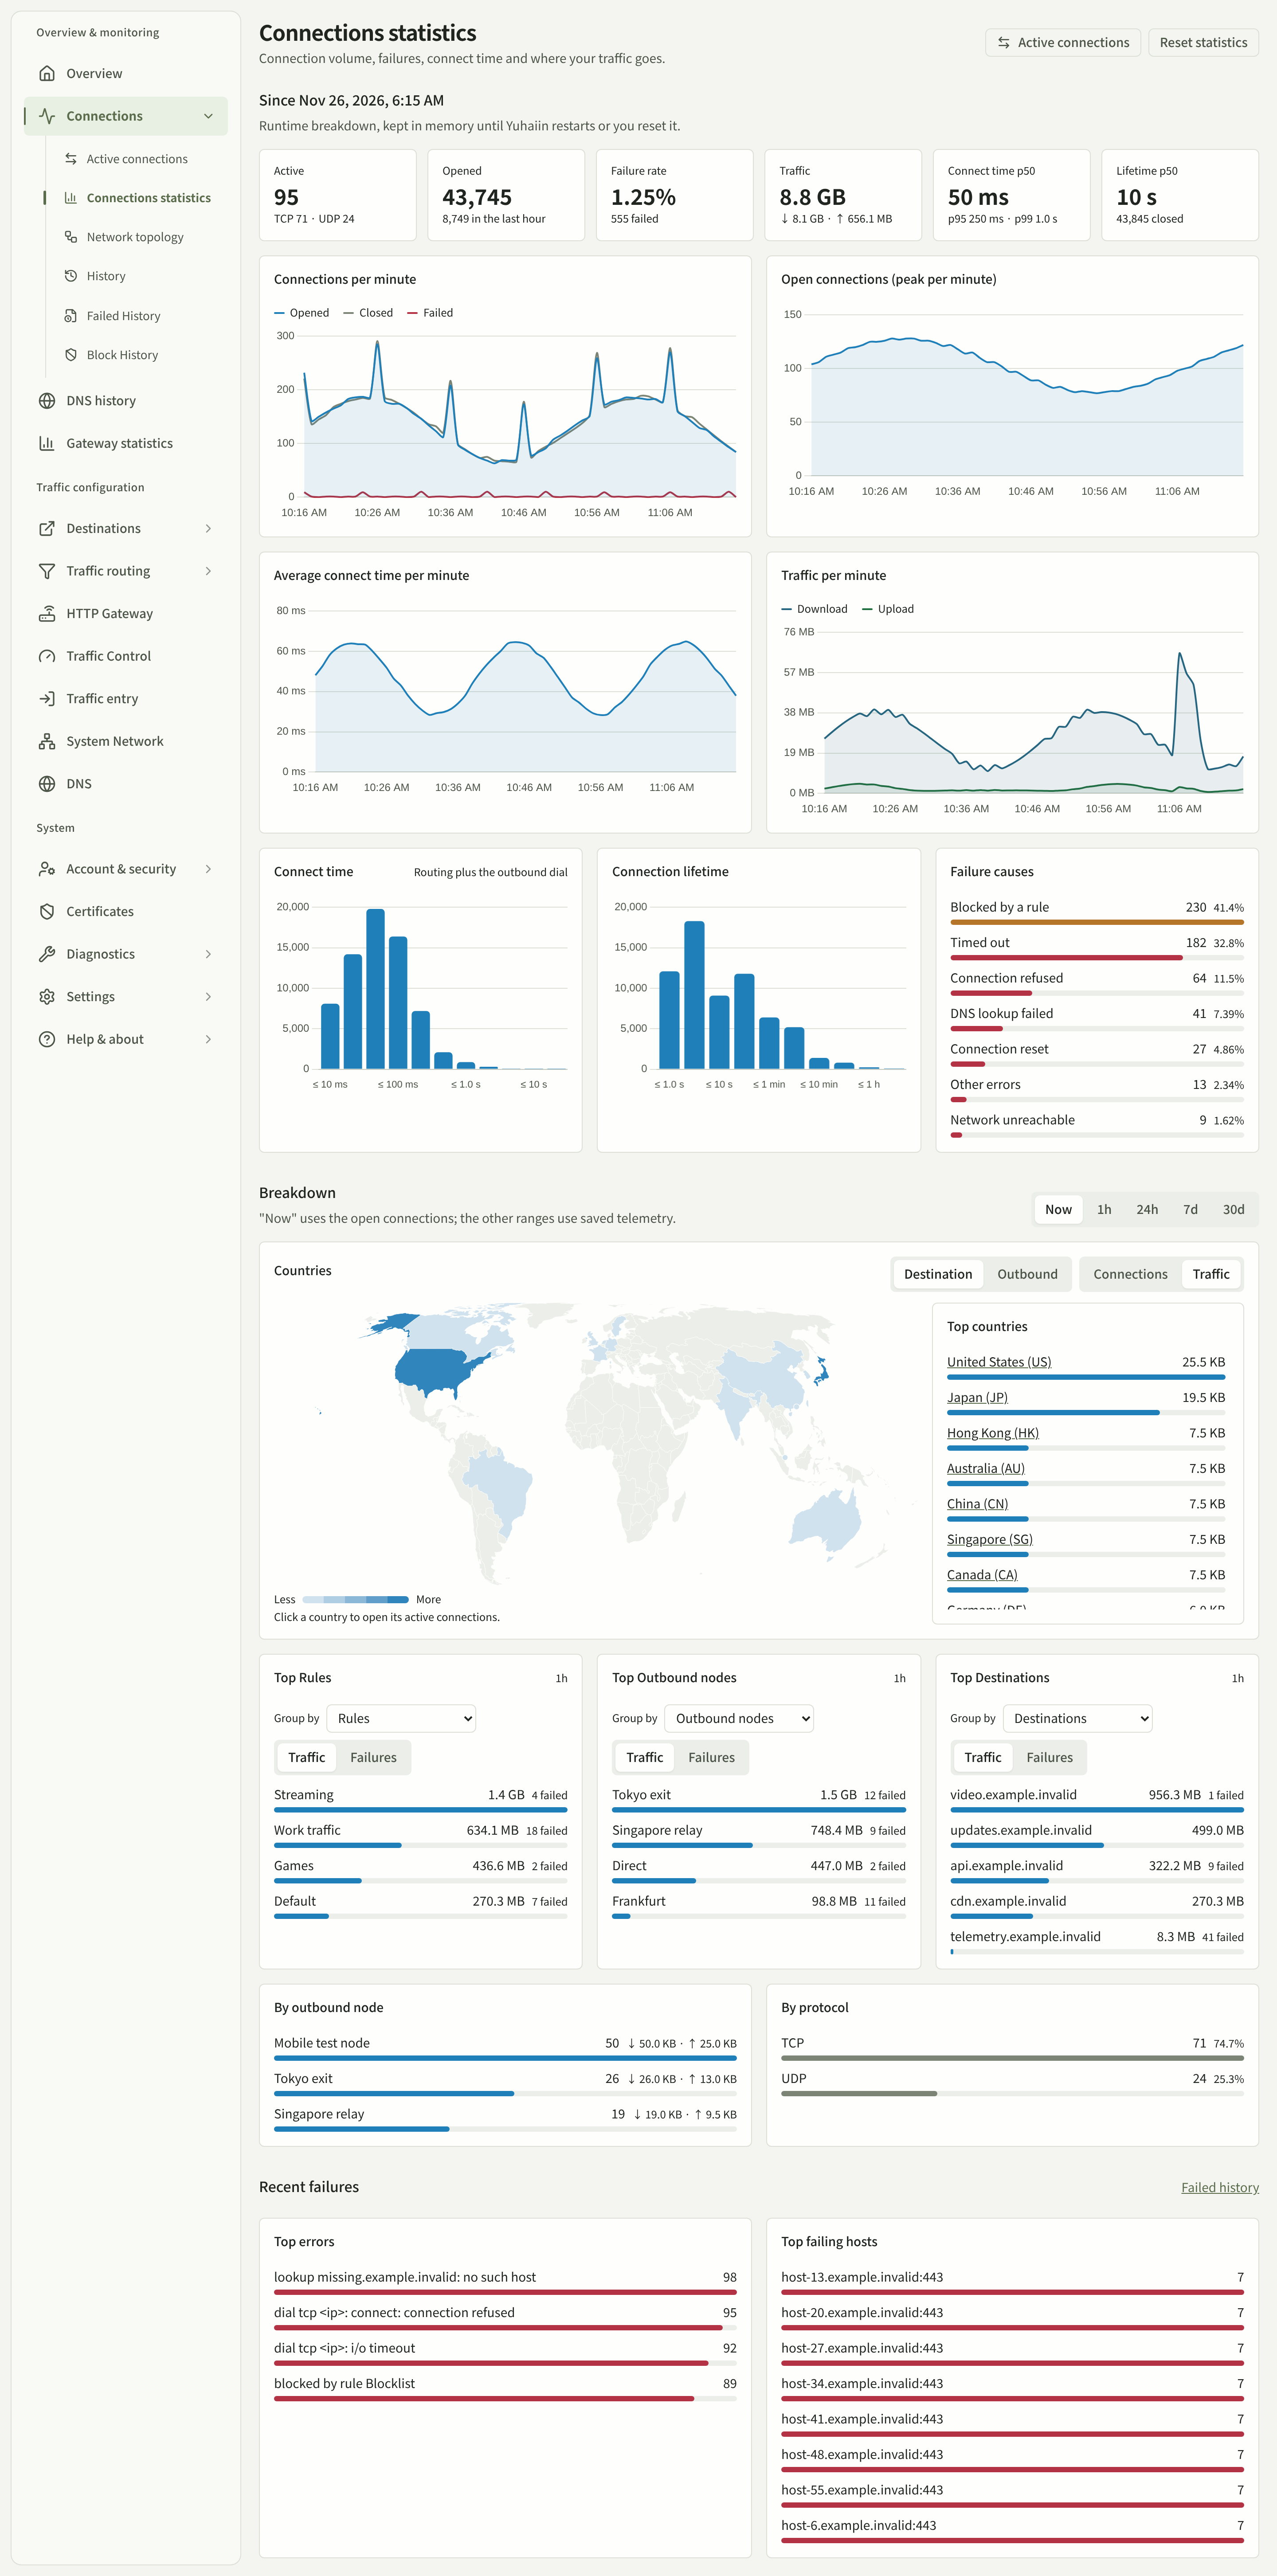 Overview & monitoring
Overview
Connections
Active connections
Connections statistics
Network topology
History
Failed History
Block History
DNS history
Gateway statistics
Traffic configuration
Destinations
Traffic routing
HTTP Gateway
Traffic Control
Traffic entry
System Network
DNS
System
Account & security
Certificates
Diagnostics
Settings
Help & about
Connections statistics
Connection volume, failures, connect time and where your traffic goes.
Active connections
Reset statistics
Since Nov 26, 2026, 6:15 AM
Runtime breakdown, kept in memory until Yuhaiin restarts or you reset it.
Active
95
TCP 71 · UDP 24
Opened
43,745
8,749 in the last hour
Failure rate
1.25%
555 failed
Traffic
8.8 GB
↓ 8.1 GB · ↑ 656.1 MB
Connect time p50
50 ms
p95 250 ms · p99 1.0 s
Lifetime p50
10 s
43,845 closed
Connections per minute
Opened Closed Failed
300
200
100
0
10:16 AM 10:26 AM 10:36 AM 10:46 AM 10:56 AM 11:06 AM
Open connections (peak per minute)
150
100
50
0
10:16 AM 10:26 AM 10:36 AM 10:46 AM 10:56 AM 11:06 AM
Average connect time per minute
80 ms
60 ms
40 ms
20 ms
0 ms
10:16 AM 10:26 AM 10:36 AM 10:46 AM 10:56 AM 11:06 AM
Traffic per minute
Download Upload
76 MB
57 MB
38 MB
19 MB
0 MB
10:16 AM 10:26 AM 10:36 AM 10:46 AM 10:56 AM 11:06 AM
Connect time Routing plus the outbound dial
20,000
15,000
10,000
5,000
0
≤ 10 ms ≤ 100 ms ≤ 1.0 s ≤ 10 s
Connection lifetime
20,000
15,000
10,000
5,000
0
≤ 1.0 s ≤ 10 s ≤ 1 min ≤ 10 min ≤ 1 h
Failure causes
Blocked by a rule 230 41.4%
Timed out 182 32.8%
Connection refused 64 11.5%
DNS lookup failed 41 7.39%
Connection reset 27 4.86%
Other errors 13 2.34%
Network unreachable 9 1.62%
Breakdown
"Now" uses the open connections; the other ranges use saved telemetry.
Now 1h 24h 7d 30d
Countries
Destination Outbound Connections Traffic
Less More
Click a country to open its active connections.
Top countries
United States (US) 25.5 KB
Japan (JP) 19.5 KB
Hong Kong (HK) 7.5 KB
Australia (AU) 7.5 KB
China (CN) 7.5 KB
Singapore (SG) 7.5 KB
Canada (CA) 7.5 KB
Top Rules 1h
Group by Rules
Traffic Failures
Streaming 1.4 GB 4 failed
Work traffic 634.1 MB 18 failed
Games 436.6 MB 2 failed
Default 270.3 MB 7 failed
Top Outbound nodes 1h
Group by Outbound nodes
Traffic Failures
Tokyo exit 1.5 GB 12 failed
Singapore relay 748.4 MB 9 failed
Direct 447.0 MB 2 failed
Frankfurt 98.8 MB 11 failed
Top Destinations 1h
Group by Destinations
Traffic Failures
video.example.invalid 956.3 MB 1 failed
updates.example.invalid 499.0 MB
api.example.invalid 322.2 MB 9 failed
cdn.example.invalid 270.3 MB
telemetry.example.invalid 8.3 MB 41 failed
By outbound node
Mobile test node 50 ↓ 50.0 KB · ↑ 25.0 KB
Tokyo exit 26 ↓ 26.0 KB · ↑ 13.0 KB
Singapore relay 19 ↓ 19.0 KB · ↑ 9.5 KB
By protocol
TCP 71 74.7%
UDP 24 25.3%
Recent failures
Failed history
Top errors
lookup missing.example.invalid: no such host 98
dial tcp <ip>: connect: connection refused 95
dial tcp <ip>: i/o timeout 92
blocked by rule Blocklist 89
Top failing hosts
host-13.example.invalid:443 7
host-20.example.invalid:443 7
host-27.example.invalid:443 7
host-34.example.invalid:443 7
host-41.example.invalid:443 7
host-48.example.invalid:443 7
host-55.example.invalid:443 7
host-6.example.invalid:443 7